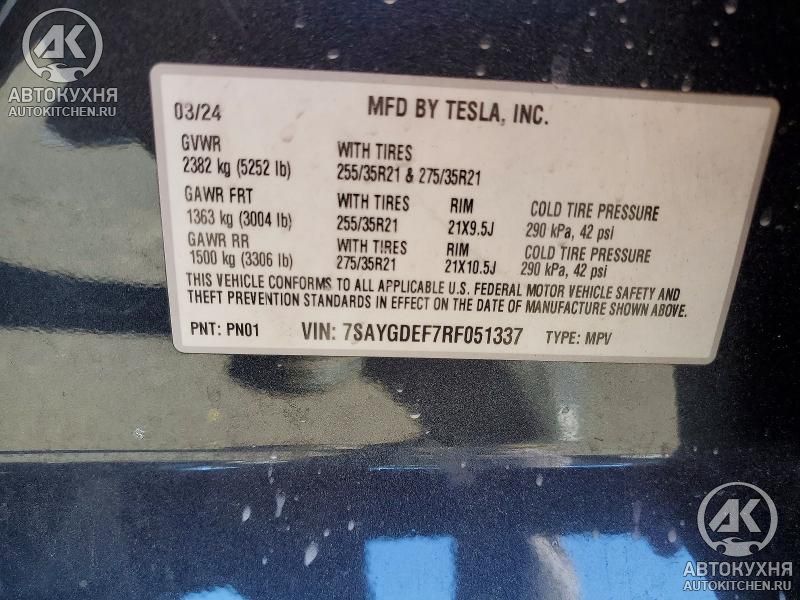 АК
АВТОКУХНЯ
AUTOKITCHEN.RU
03/24 MFD BY TESLA, INC.
GVWR
2382 kg (5252 lb)
WITH TIRES
255/35R21 & 275/35R21
GAWR FRT
1363 kg (3004 lb)
WITH TIRES
255/35R21
RIM
21X9.5J
COLD TIRE PRESSURE
290 kPa, 42 psi
GAWR RR
1500 kg (3306 lb)
WITH TIRES
275/35R21
RIM
21X10.5J
COLD TIRE PRESSURE
290 kPa, 42 psi
THIS VEHICLE CONFORMS TO ALL APPLICABLE U.S. FEDERAL MOTOR VEHICLE SAFETY AND
THEFT PREVENTION STANDARDS IN EFFECT ON THE DATE OF MANUFACTURE SHOWN ABOVE.
PNT: PN01 VIN: 7SAYGDEF7RF051337 TYPE: MPV
АК
АВТОКУХНЯ
AUTOKITCHEN.RU